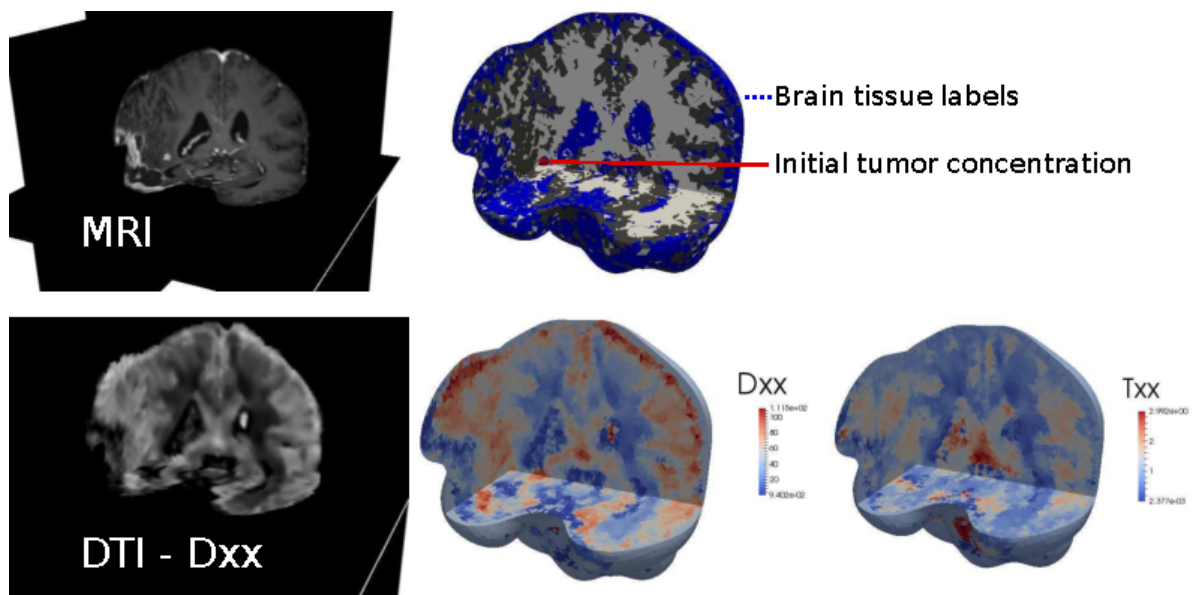 Brain tissue labels
Initial tumor concentration
MRI
Dxx
1.115e+02
100
80
60
40
20
9.402e-02
Txx
2.992e+00
2
1
2.377e-03
DTI - Dxx